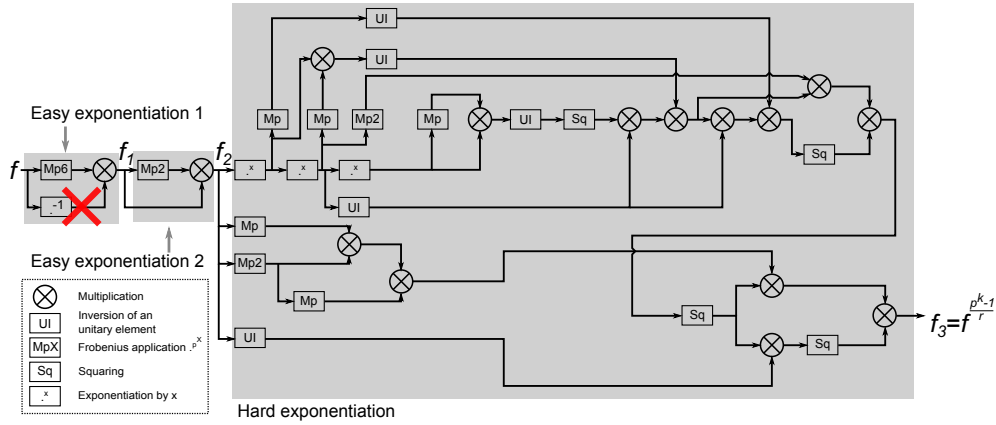 UI
UI
Easy exponentiation 1
Mp
Mp
Mp2
Mp
UI
Sq
Sq
f
Mp6
f1
Mp2
f2
.x
.x
.x
.-1
UI
Easy exponentiation 2
Mp
Mp2
Mp
Multiplication
UI Inversion of an
unitary element
MpX Frobenius application .p^X
Sq Squaring
.x Exponentiation by x
UI
Sq
Sq
f3=f^((p^k-1)/r)
Hard exponentiation